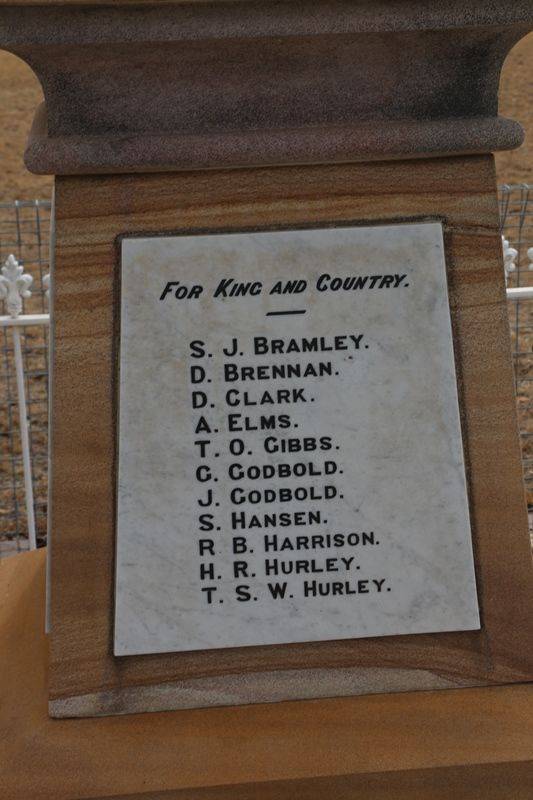 FOR KING AND COUNTRY.
S. J. BRAMLEY.
D. BRENNAN.
D. CLARK.
A. ELMS.
T. O. GIBBS.
G. GODBOLD.
J. GODBOLD.
S. HANSEN.
R B. HARRISON.
H. R. HURLEY.
T. S. W. HURLEY.